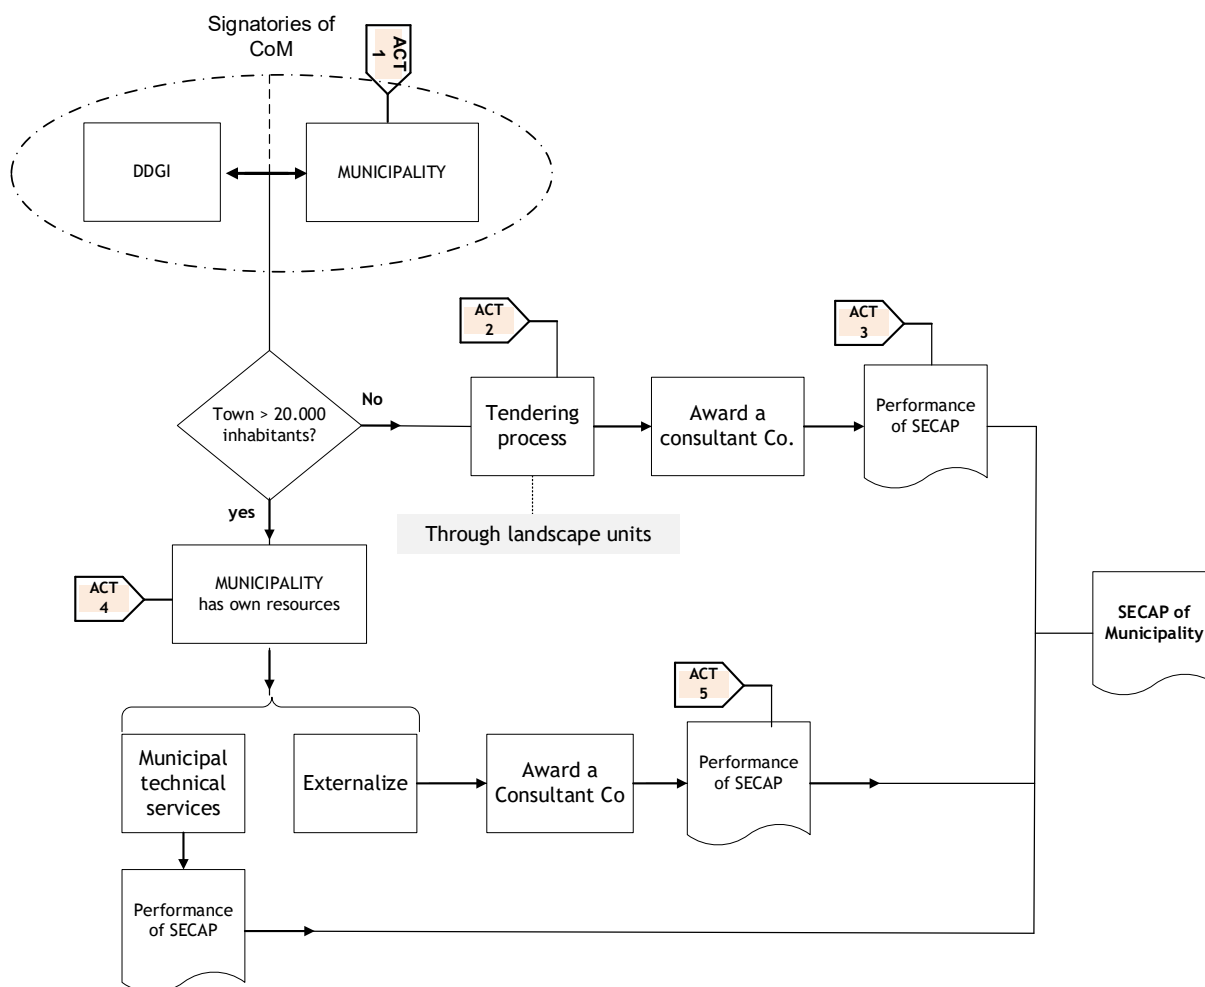 Signatories of
CoM
ACT
1
DDGI
MUNICIPALITY
ACT
2
ACT
3
Town > 20.000
inhabitants?
No
Tendering
process
Award a
consultant Co.
Performance
of SECAP
yes
Through landscape units
ACT
4
MUNICIPALITY
has own resources
SECAP of
Municipality
ACT
5
Municipal
technical
services
Externalize
Award a
Consultant Co
Performance
of SECAP
Performance
of SECAP